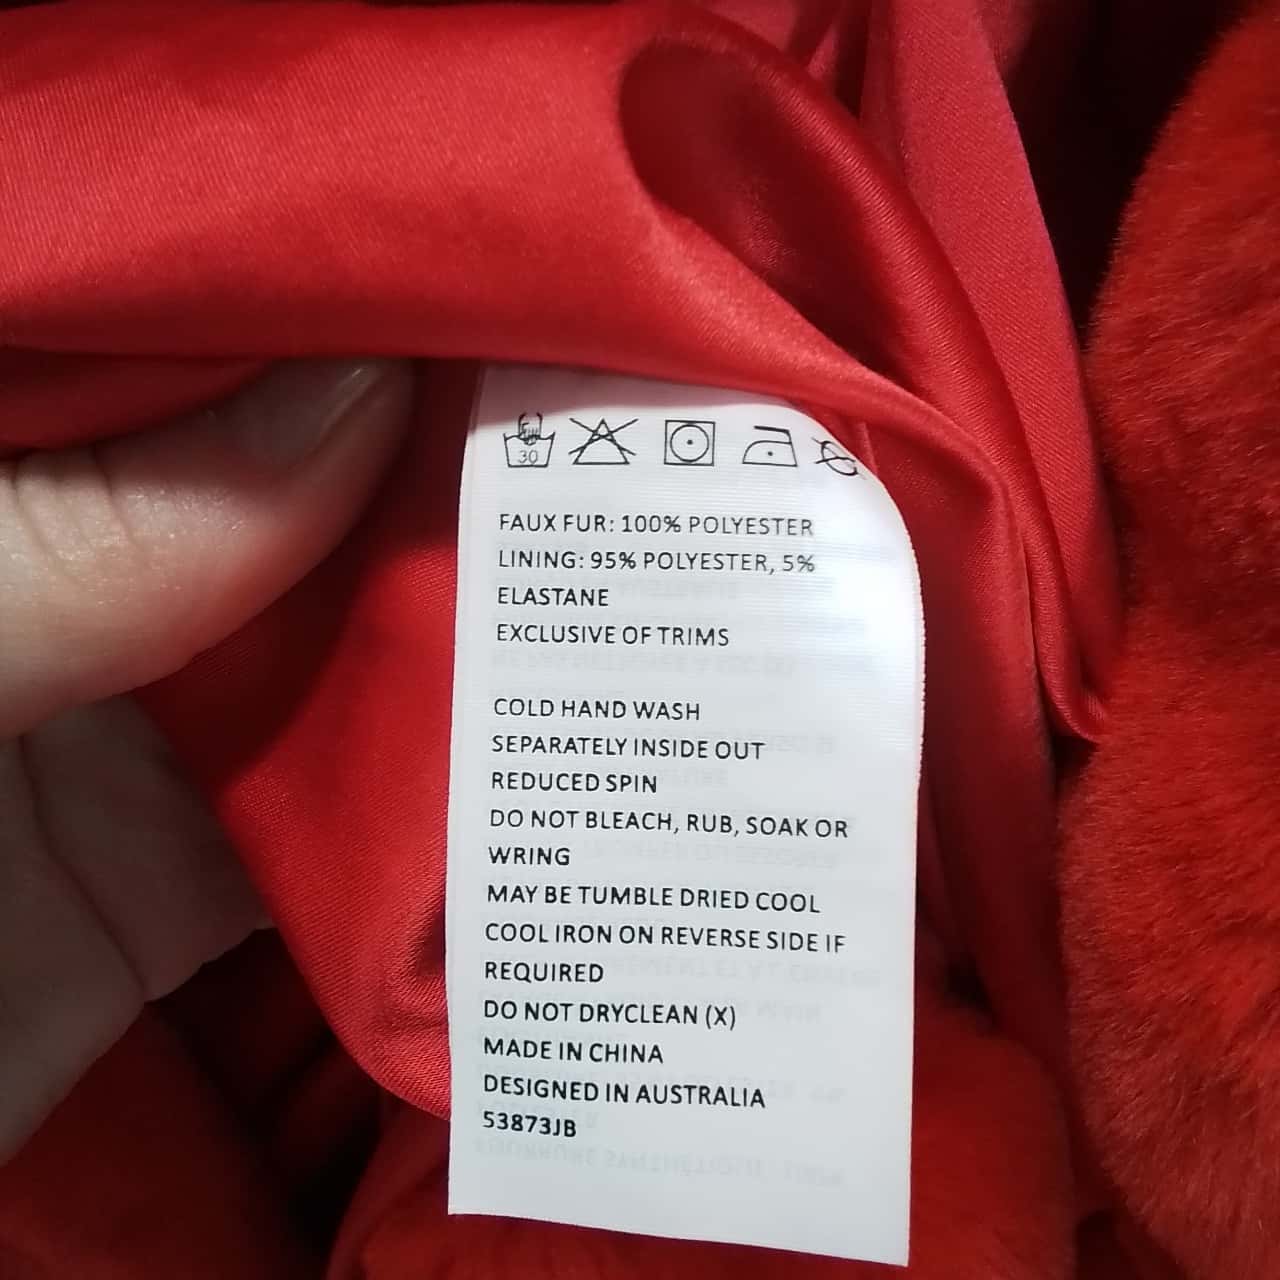 30
FAUX FUR: 100% POLYESTER
LINING: 95% POLYESTER, 5%
ELASTANE
EXCLUSIVE OF TRIMS
COLD HAND WASH
SEPARATELY INSIDE OUT
REDUCED SPIN
DO NOT BLEACH, RUB, SOAK OR
WRING
MAY BE TUMBLE DRIED COOL
COOL IRON ON REVERSE SIDE IF
REQUIRED
DO NOT DRYCLEAN (X)
MADE IN CHINA
DESIGNED IN AUSTRALIA
53873JB